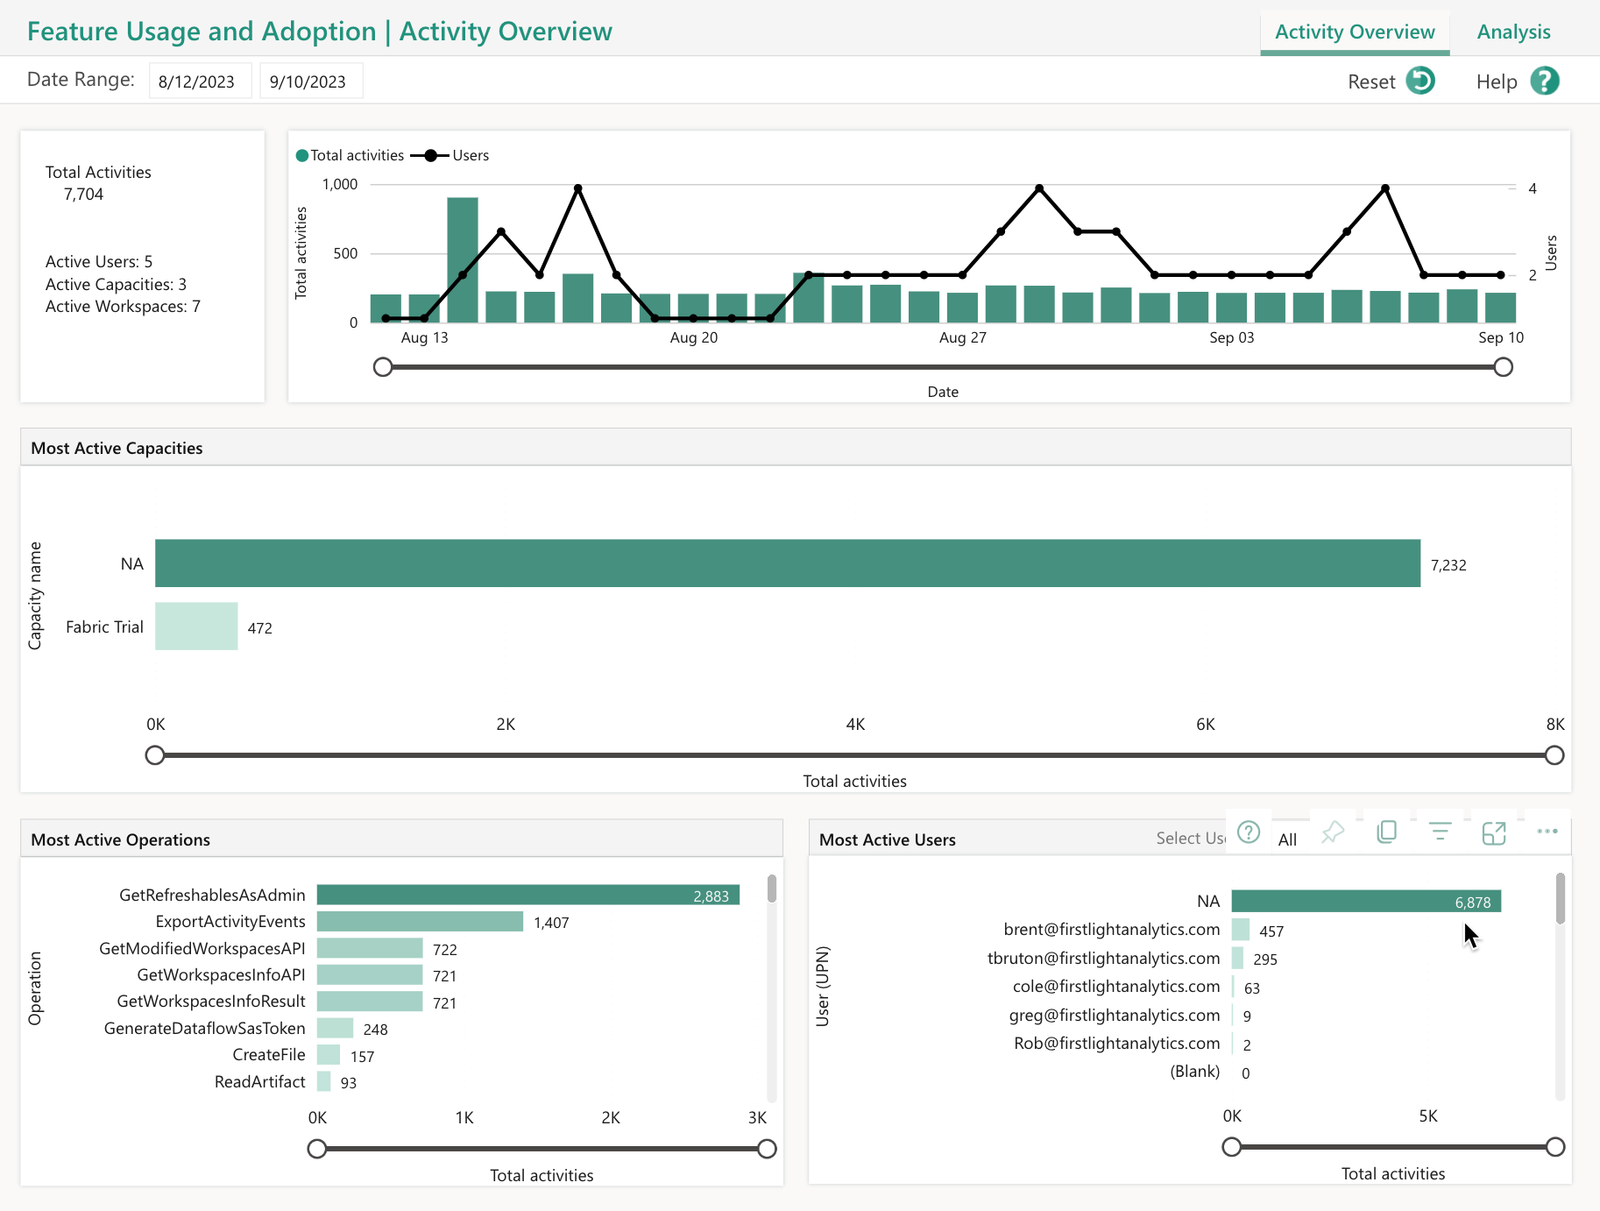 Feature Usage and Adoption | Activity Overview
Activity Overview
Analysis
Date Range:
8/12/2023
9/10/2023
Reset
Help
?
Total Activities
7,704
Active Users: 5
Active Capacities: 3
Active Workspaces: 7
Total activities
Users
Total activities
1,000
500
0
4
2
Users
Aug 13
Aug 20
Aug 27
Sep 03
Sep 10
Date
Most Active Capacities
Capacity name
NA
7,232
Fabric Trial
472
0K
2K
4K
6K
8K
Total activities
Most Active Operations
Operation
GetRefreshablesAsAdmin
2,883
ExportActivityEvents
1,407
GetModifiedWorkspacesAPI
722
GetWorkspacesInfoAPI
721
GetWorkspacesInfoResult
721
GenerateDataflowSasToken
248
CreateFile
157
ReadArtifact
93
0K
1K
2K
3K
Total activities
Most Active Users
Select Us
?
All
User (UPN)
NA
6,878
brent@firstlightanalytics.com
457
tbruton@firstlightanalytics.com
295
cole@firstlightanalytics.com
63
greg@firstlightanalytics.com
9
Rob@firstlightanalytics.com
2
(Blank)
0
0K
5K
Total activities